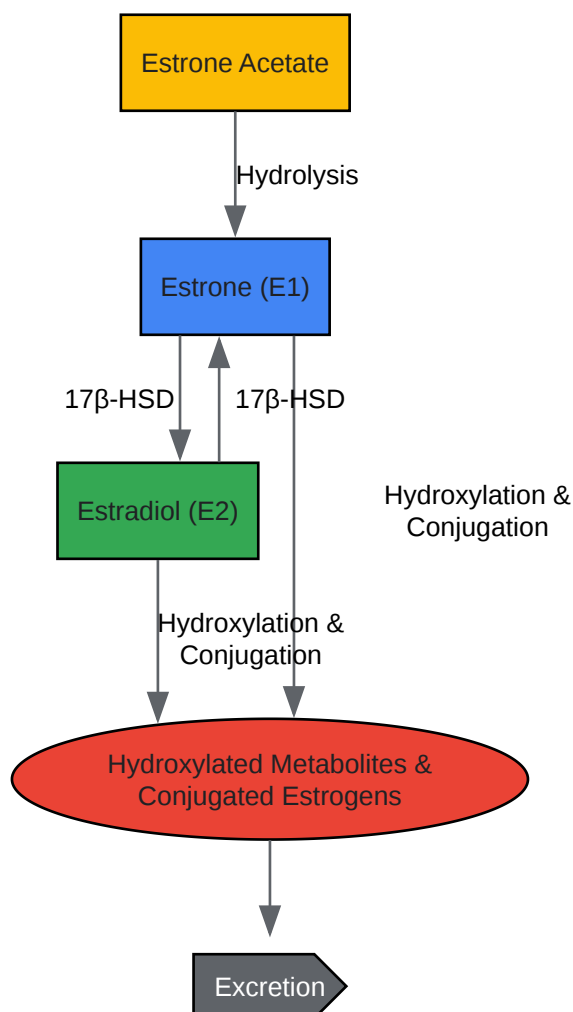 Estrone Acetate
Hydrolysis
Estrone (E1)
17β-HSD
17β-HSD
Estradiol (E2)
Hydroxylation &
Conjugation
Hydroxylation &
Conjugation
Hydroxylated Metabolites &
Conjugated Estrogens
Excretion